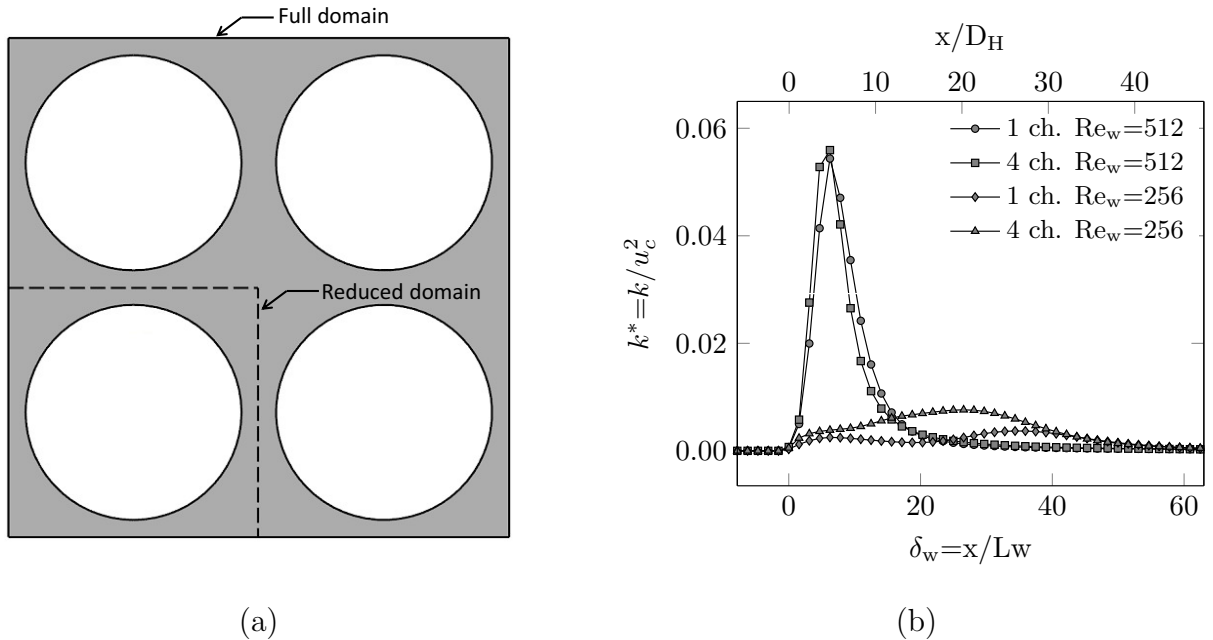 Full domain
Reduced domain
(a)
x/D_H
0 10 20 30 40
1 ch. Re_w=512
4 ch. Re_w=512
1 ch. Re_w=256
4 ch. Re_w=256
0.06
0.04
0.02
0.00
k*=k/u_c^2
0 20 40 60
δ_w=x/Lw
(b)